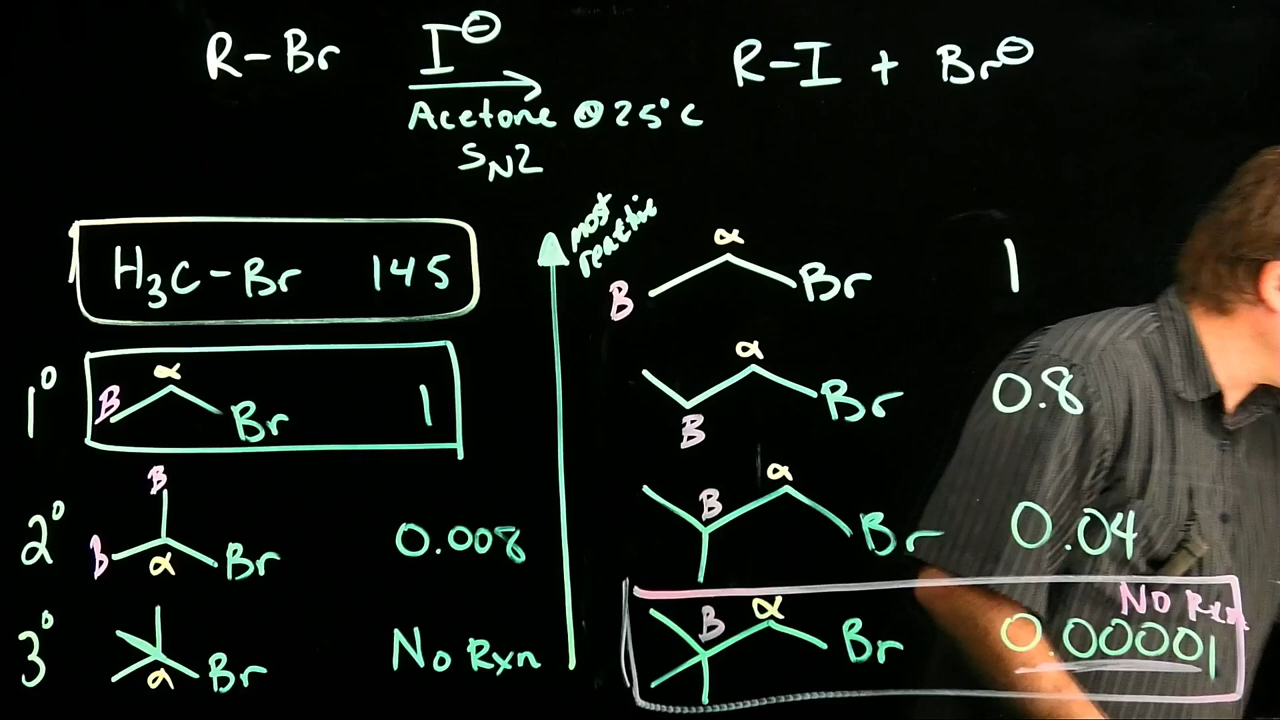 R-Br I⊖ R-I + Br⊖
Acetone @ 25°C
SN2
most
reactive
H3C-Br 145
1° B α Br 1
2° B B α Br 0.008
3° α Br No Rxn
B α Br 1
B α Br 0.8
B α Br 0.04
B α Br No Rxn
0.00001